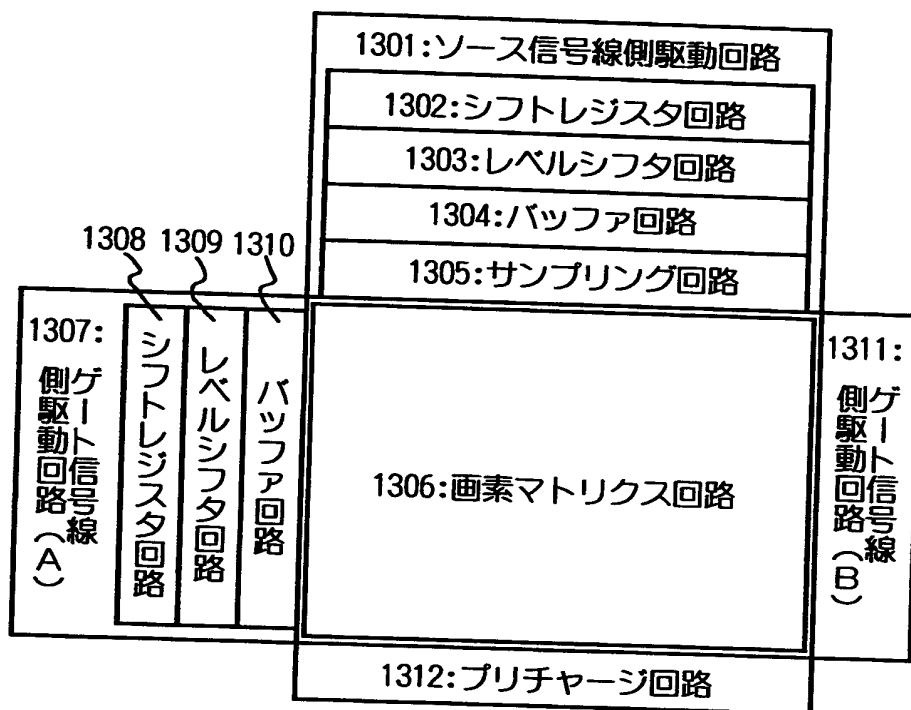 1301:ソース信号線側駆動回路
1302:シフトレジスタ回路
1303:レベルシフタ回路
1304:バッファ回路
1305:サンプリング回路
1308 1309 1310
1307:
ゲート信号線
側駆動回路(A)
シフトレジスタ回路
レベルシフタ回路
バッファ回路
1306:画素マトリクス回路
1311:
ゲート信号線
側駆動回路(B)
1312:プリチャージ回路